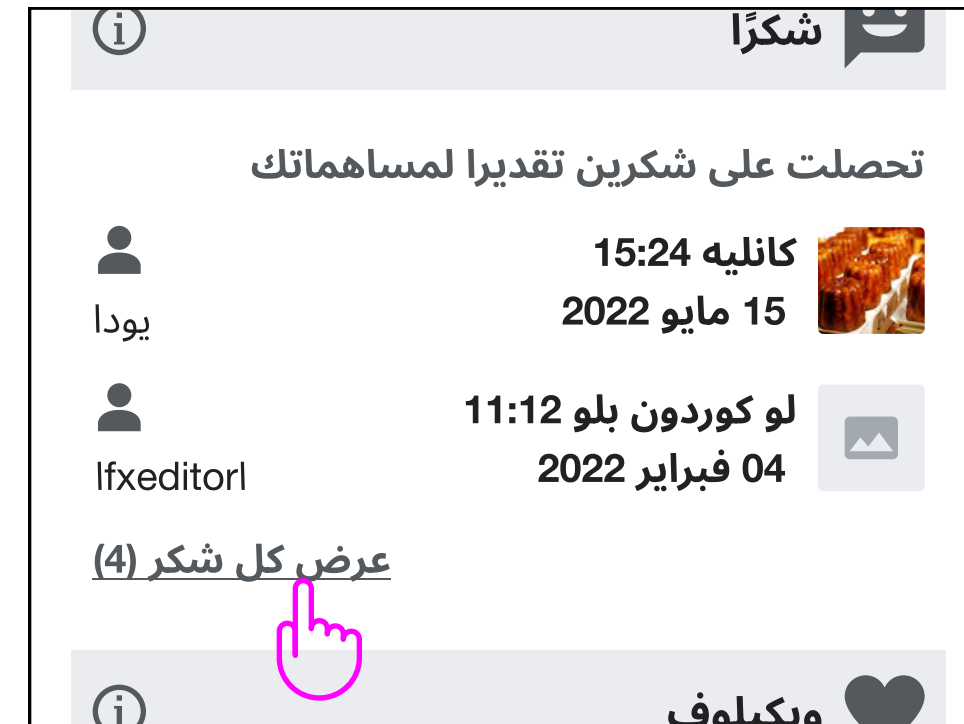 شكرًا
تحصلت على شكرين تقديرا لمساهماتك
كانليه 15:24
15 مايو 2022
يودا
لو كوردون بلو 11:12
04 فبراير 2022
lfxeditorl
عرض كل شكر (4)
ويكيلوف